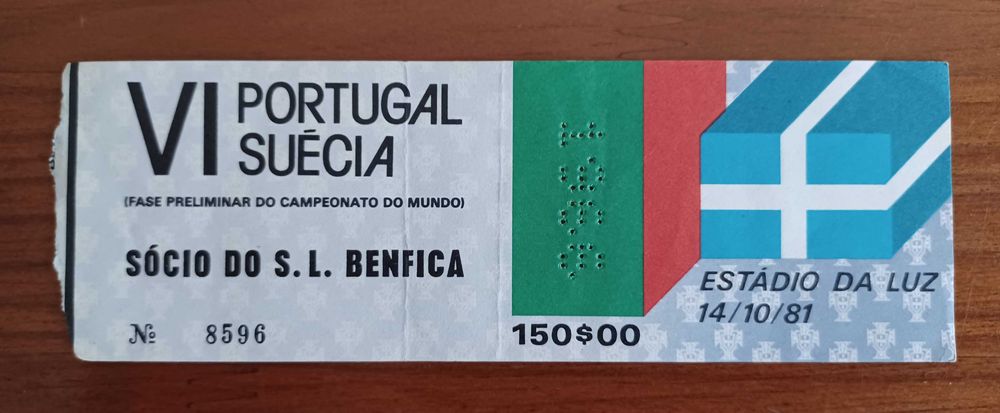 VI PORTUGAL
SUÉCIA
(FASE PRELIMINAR DO CAMPEONATO DO MUNDO)
SÓCIO DO S. L. BENFICA
Nº 8596
150$00
ESTÁDIO DA LUZ
14/10/81